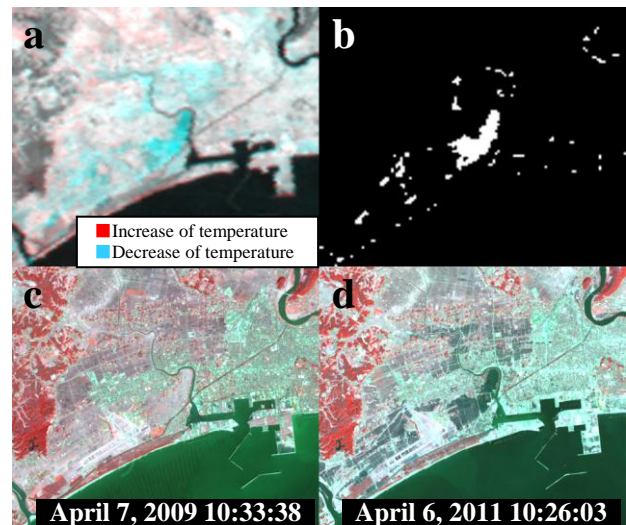 a
b
Increase of temperature
Decrease of temperature
c
d
April 7, 2009 10:33:38
April 6, 2011 10:26:03